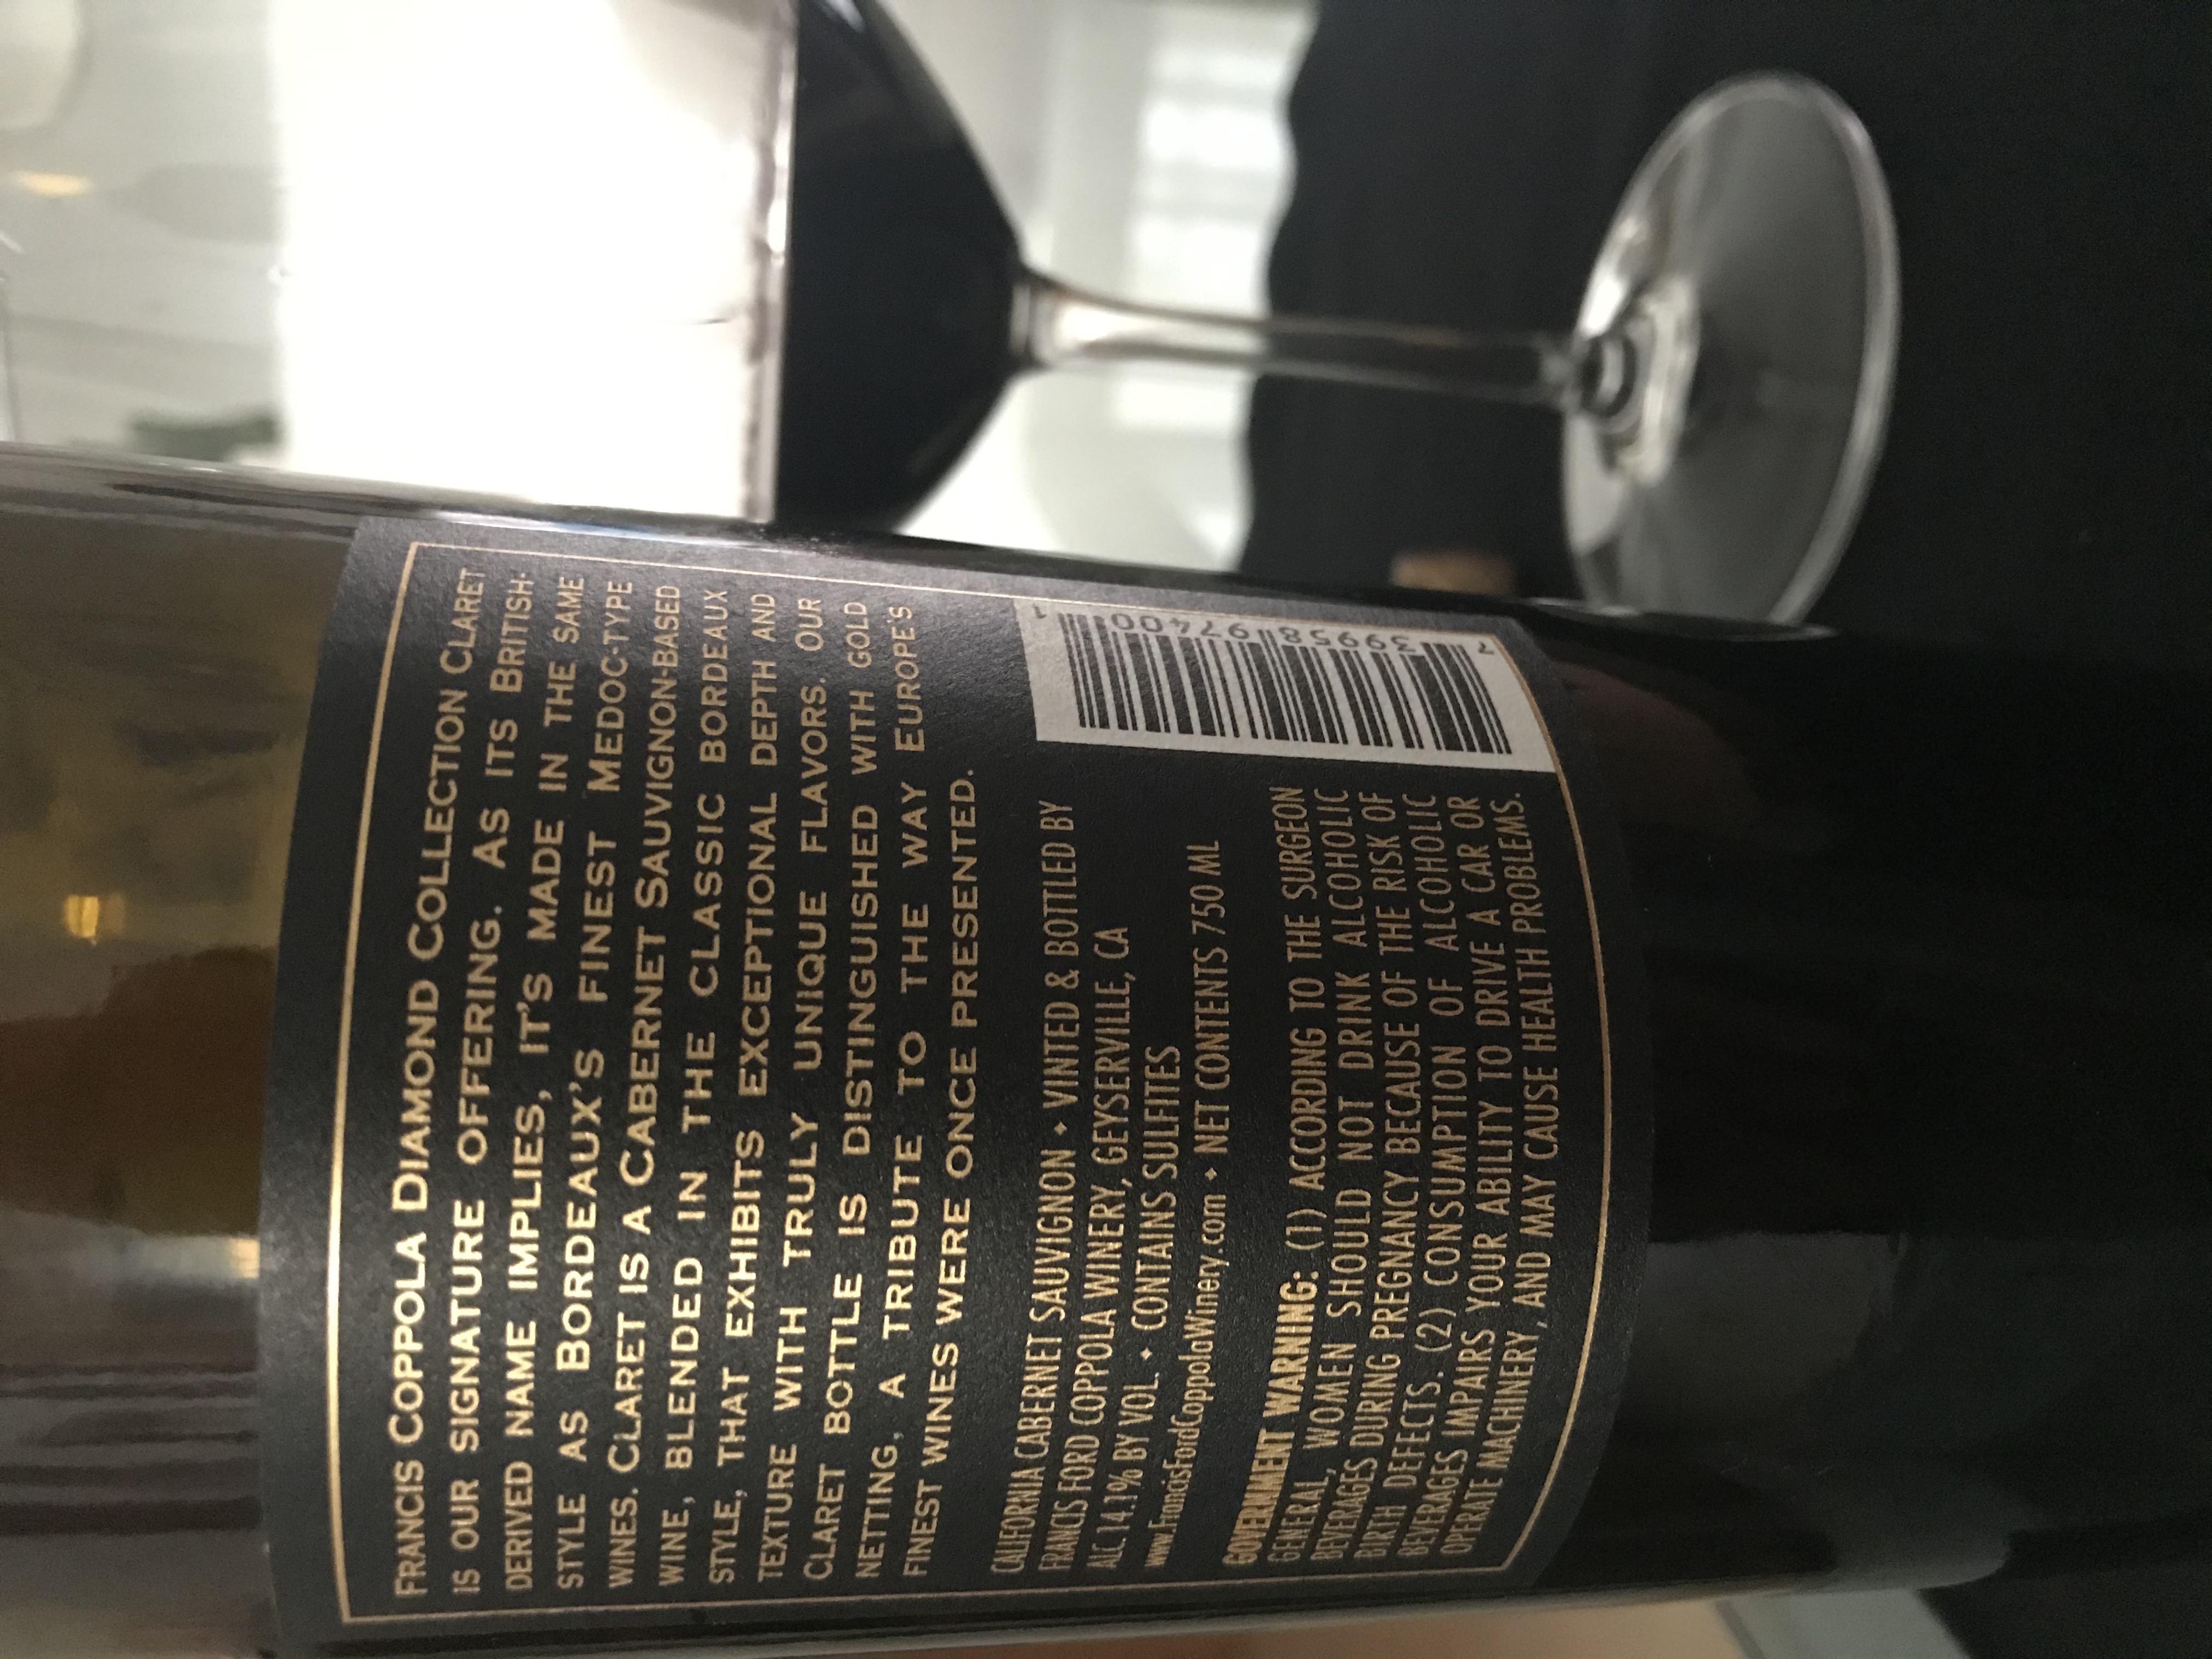 FRANCIS COPPOLA DIAMOND COLLECTION CLARET
IS OUR SIGNATURE OFFERING. AS ITS BRITISH-
DERIVED NAME IMPLIES, IT'S MADE IN THE SAME
STYLE AS BORDEAUX'S FINEST MEDOC-TYPE
WINES. CLARET IS A CABERNET SAUVIGNON-BASED
WINE, BLENDED IN THE CLASSIC BORDEAUX
STYLE, THAT EXHIBITS EXCEPTIONAL DEPTH AND
TEXTURE WITH TRULY UNIQUE FLAVORS. OUR
CLARET BOTTLE IS DISTINGUISHED WITH GOLD
NETTING, A TRIBUTE TO THE WAY EUROPE'S
FINEST WINES WERE ONCE PRESENTED.
CALIFORNIA CABERNET SAUVIGNON • VINTED & BOTTLED BY
FRANCIS FORD COPPOLA WINERY, GEYSERVILLE, CA
ALC 14.1% BY VOL. • CONTAINS SULFITES
www.FrancisFordCoppolaWinery.com • NET CONTENTS 750 ML
GOVERNMENT WARNING: (1) ACCORDING TO THE SURGEON
GENERAL, WOMEN SHOULD NOT DRINK ALCOHOLIC
BEVERAGES DURING PREGNANCY BECAUSE OF THE RISK OF
BIRTH DEFECTS. (2) CONSUMPTION OF ALCOHOLIC
BEVERAGES IMPAIRS YOUR ABILITY TO DRIVE A CAR OR
OPERATE MACHINERY, AND MAY CAUSE HEALTH PROBLEMS.
7 39958 97400 1